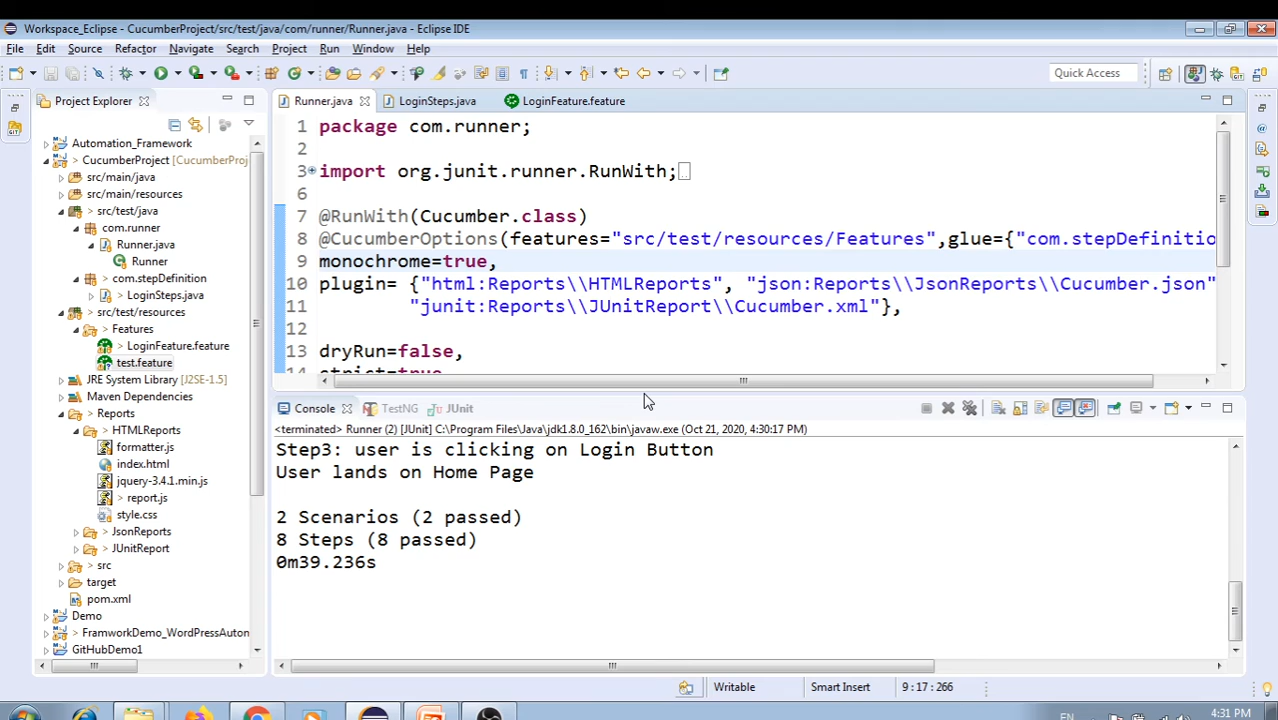 Workspace_Eclipse - CucumberProject/src/test/java/com/runner/Runner.java - Eclipse IDE
File Edit Source Refactor Navigate Search Project Run Window Help
Quick Access
Project Explorer
Runner.java
LoginSteps.java
LoginFeature.feature
Automation_Framework
CucumberProject [CucumberProj
src/main/java
src/main/resources
src/test/java
com.runner
Runner.java
Runner
com.stepDefinition
LoginSteps.java
src/test/resources
Features
LoginFeature.feature
test.feature
JRE System Library [J2SE-1.5]
Maven Dependencies
Reports
HTMLReports
formatter.js
index.html
jquery-3.4.1.min.js
report.js
style.css
JsonReports
JUnitReport
src
target
pom.xml
Demo
FramworkDemo_WordPressAuton
GitHubDemo1
1 package com.runner;
2
3 import org.junit.runner.RunWith;
6
7 @RunWith(Cucumber.class)
8 @CucumberOptions(features="src/test/resources/Features",glue={"com.stepDefinitio
9 monochrome=true,
10 plugin= {"html:Reports\\HTMLReports", "json:Reports\\JsonReports\\Cucumber.json"
11 "junit:Reports\\JUnitReport\\Cucumber.xml"},
12
13 dryRun=false,
14 strict=true
Console
TestNG
JUnit
<terminated> Runner (2) [JUnit] C:\Program Files\Java\jdk1.8.0_162\bin\javaw.exe (Oct 21, 2020, 4:30:17 PM)
Step3: user is clicking on Login Button
User lands on Home Page
2 Scenarios (2 passed)
8 Steps (8 passed)
0m39.236s
Writable
Smart Insert
9 : 17 : 266
EN
4:31 PM